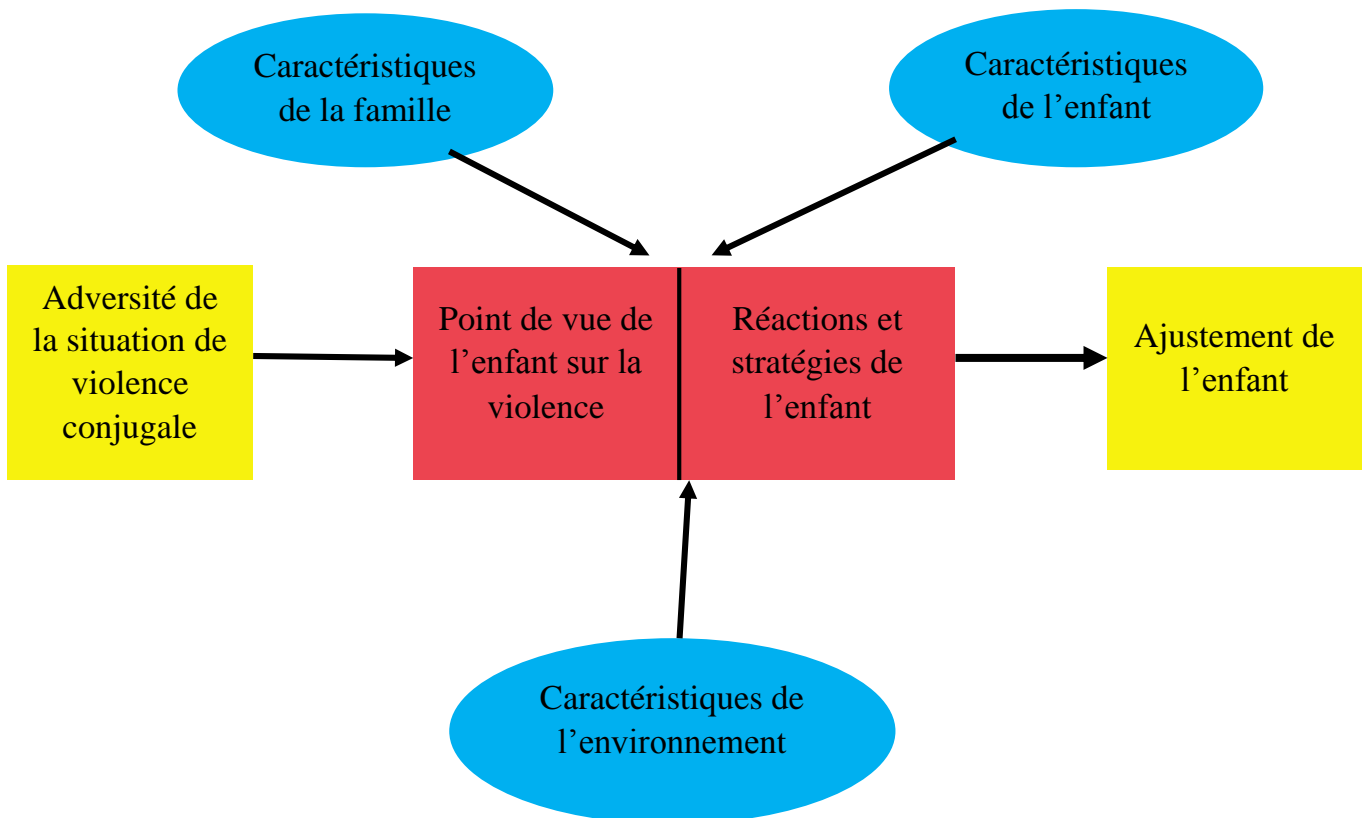 Caractéristiques
de la famille
Caractéristiques
de l’enfant
Adversité de
la situation de
violence
conjugale
Point de vue de
l’enfant sur la
violence
Réactions et
stratégies de
l’enfant
Ajustement de
l’enfant
Caractéristiques de
l’environnement